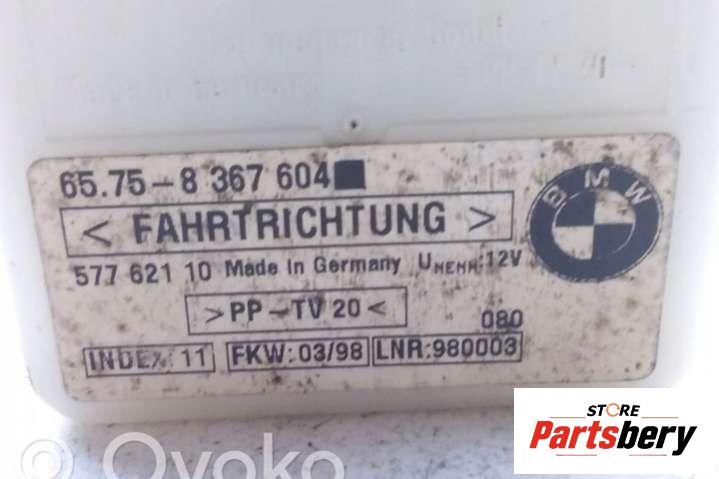 65.75-8 367 604
BMW
< FAHRTRICHTUNG >
577 621 10 Made In Germany UNENN:12V
>PP-TV 20<
080
INDEX:11 FKW:03/98 LNR:980003
STORE
Partsbery
Ovoko